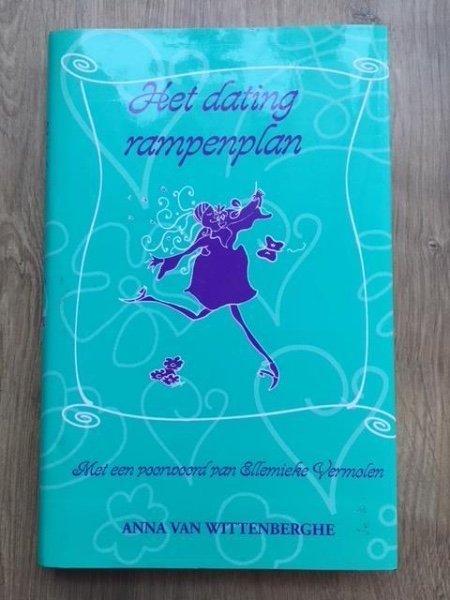 Het dating
rampenplan
Met een voorwoord van Ellemieke Vermolen
ANNA VAN WITTENBERGHE